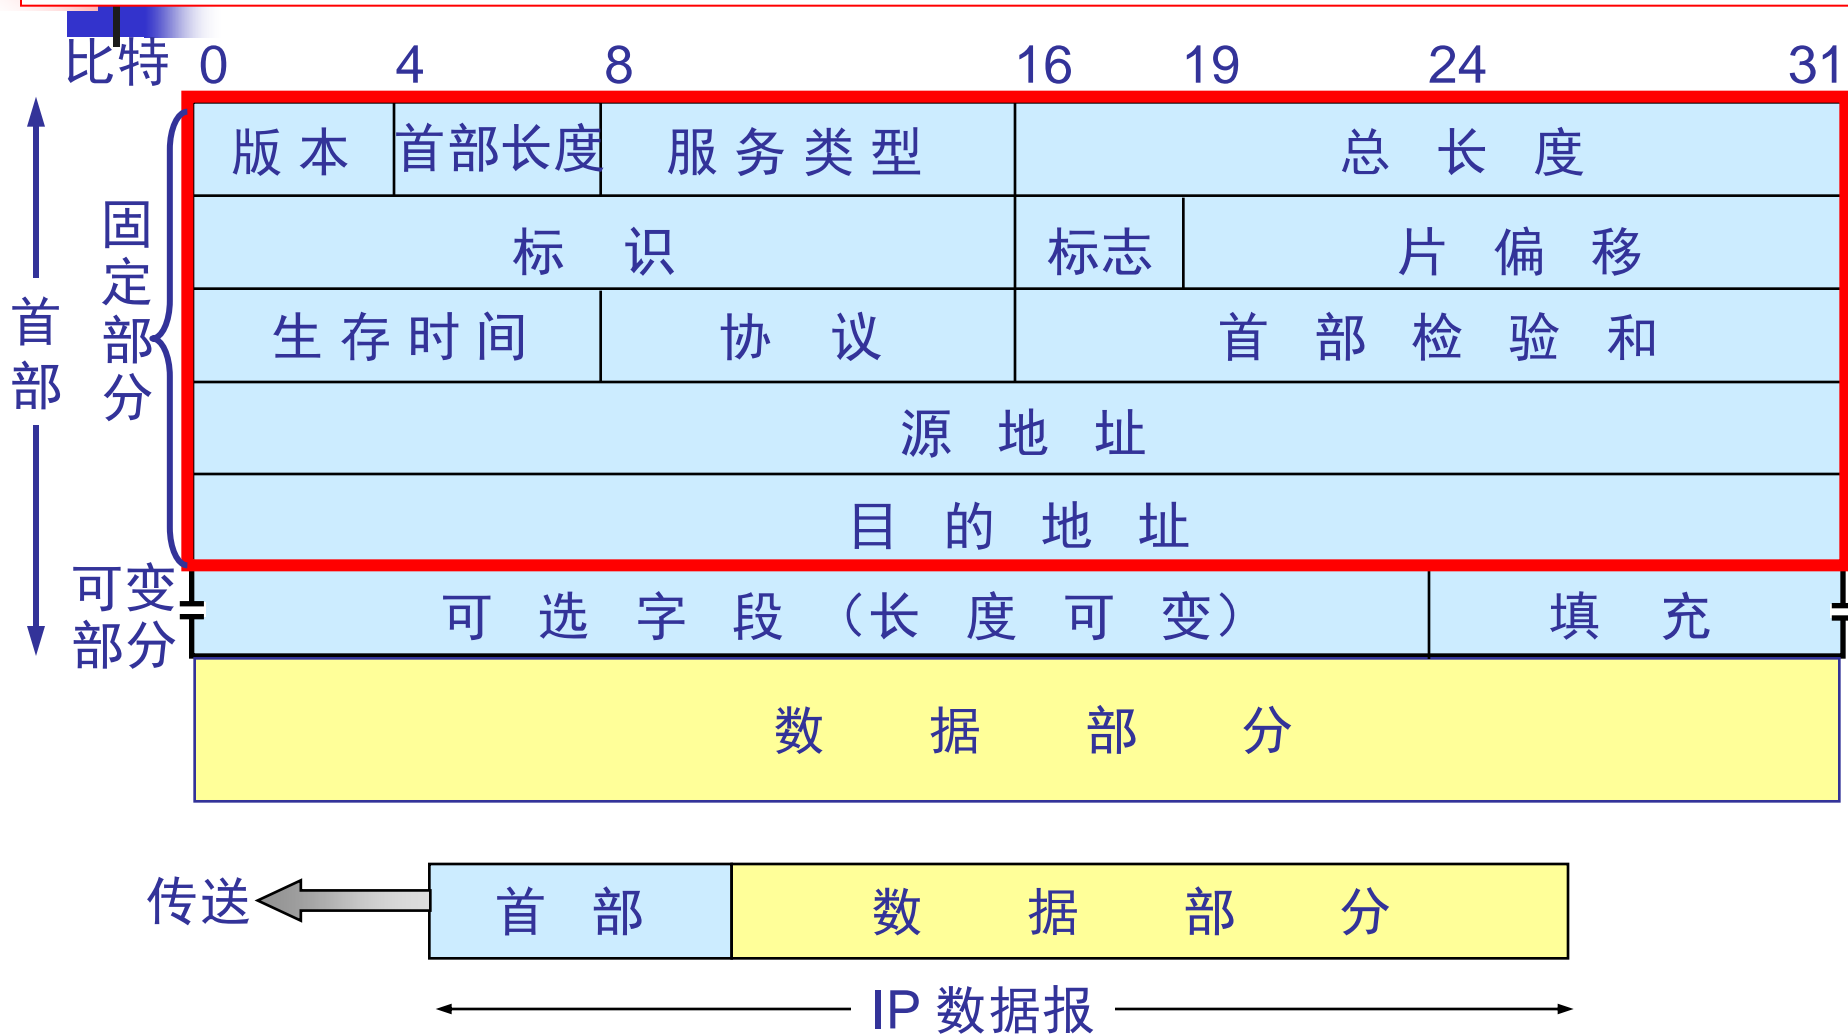 比特 0 4 8 16 19 24 31
版本 首部长度 服务类型 总长度
标识 标志 片偏移
生存时间 协议 首部检验和
源地址
目的地址
可选字段（长度可变） 填充
数据部分
首部
固定部分
可变
部分
传送 首部 数据部分
IP 数据报